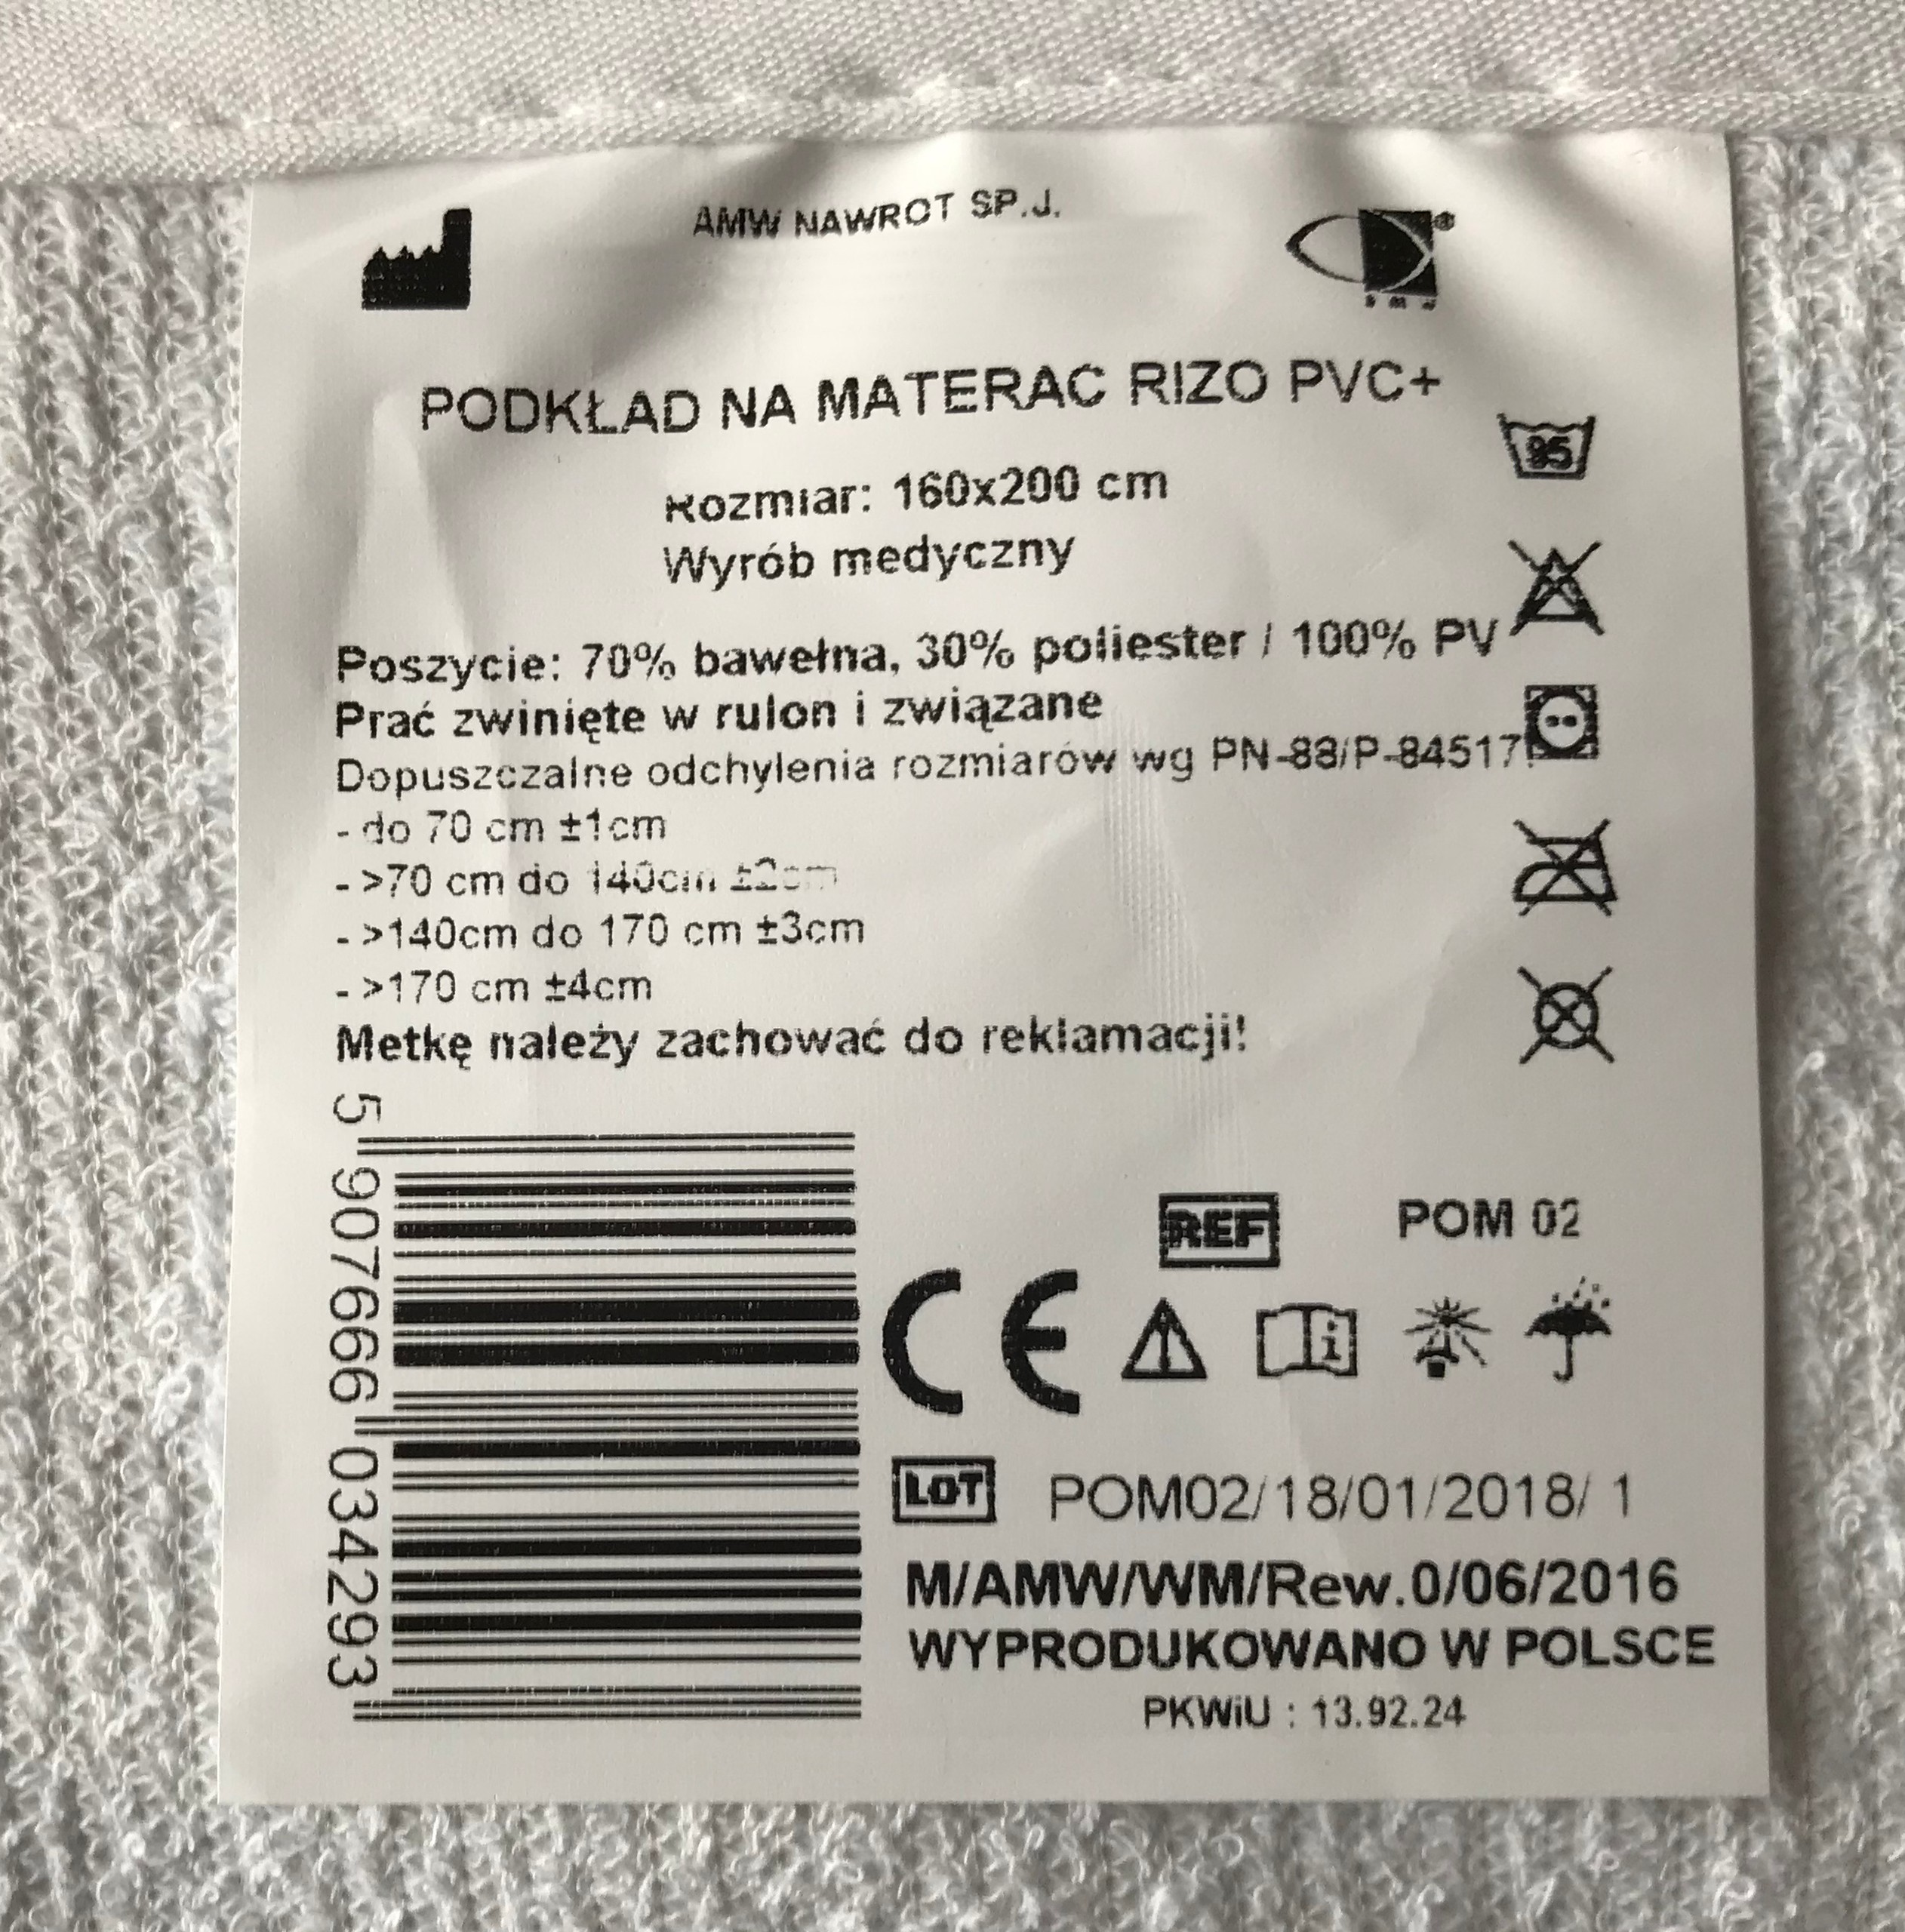 AMW NAWROT SP.J.
®
PODKŁAD NA MATERAC RIZO PVC+
Rozmiar: 160x200 cm
95
Wyrób medyczny
Poszycie: 70% bawełna, 30% poliester / 100% PV
Prać zwinięte w rulon i związane
Dopuszczalne odchylenia rozmiarów wg PN-88/P-84517
- do 70 cm ±1cm
- >70 cm do 140cm ±2cm
- >140cm do 170 cm ±3cm
- >170 cm ±4cm
Metkę należy zachować do reklamacji!
5 907666 034293
REF POM 02
CE
LOT POM02/18/01/2018/ 1
M/AMW/WM/Rew.0/06/2016
WYPRODUKOWANO W POLSCE
PKWiU : 13.92.24